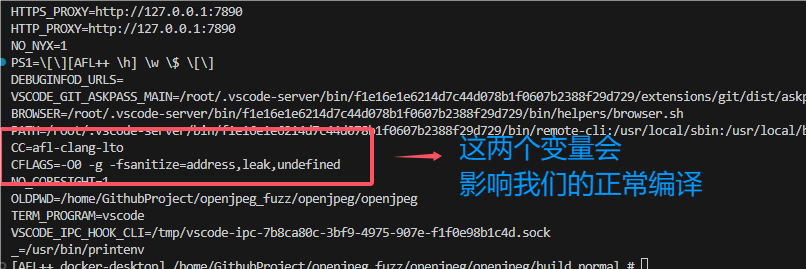 HTTPS_PROXY=http://127.0.0.1:7890
HTTP_PROXY=http://127.0.0.1:7890
NO_NYX=1
PS1=\[\][AFL++ \h] \w \$ \[\]
DEBUGINFOD_URLS=
VSCODE_GIT_ASKPASS_MAIN=/root/.vscode-server/bin/f1e16e1e6214d7c44d078b1f0607b2388f29d729/extensions/git/dist/askp
BROWSER=/root/.vscode-server/bin/f1e16e1e6214d7c44d078b1f0607b2388f29d729/bin/helpers/browser.sh
PATH=/root/.vscode-server/bin/f1e16e1e6214d7c44d078b1f0607b2388f29d729/bin/remote-cli:/usr/local/sbin:/usr/local/b
CC=afl-clang-lto
CFLAGS=-O0 -g -fsanitize=address,leak,undefined
NO_CORESIGHT=1
OLDPWD=/home/GithubProject/openjpeg_fuzz/openjpeg/openjpeg
TERM_PROGRAM=vscode
VSCODE_IPC_HOOK_CLI=/tmp/vscode-ipc-7b8ca80c-3bf9-4975-907e-f1f0e98b1c4d.sock
_=/usr/bin/printenv
[AFL++ docker-desktop] /home/GithubProject/openjpeg_fuzz/openjpeg/build_normal #
这两个变量会
影响我们的正常编译